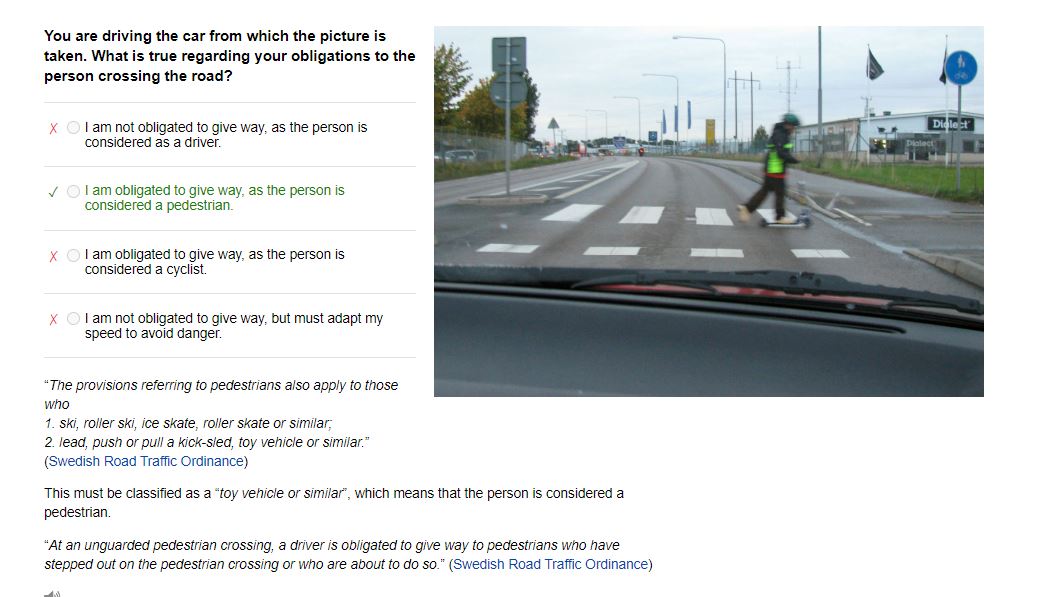 You are driving the car from which the picture is
taken. What is true regarding your obligations to the
person crossing the road?
I am not obligated to give way, as the person is
considered as a driver.
I am obligated to give way, as the person is
considered a pedestrian.
I am obligated to give way, as the person is
considered a cyclist.
I am not obligated to give way, but must adapt my
speed to avoid danger.
Dialect
Dialect
“The provisions referring to pedestrians also apply to those
who
1. ski, roller ski, ice skate, roller skate or similar;
2. lead, push or pull a kick-sled, toy vehicle or similar.”
(Swedish Road Traffic Ordinance)
This must be classified as a “toy vehicle or similar”, which means that the person is considered a
pedestrian.
“At an unguarded pedestrian crossing, a driver is obligated to give way to pedestrians who have
stepped out on the pedestrian crossing or who are about to do so.” (Swedish Road Traffic Ordinance)